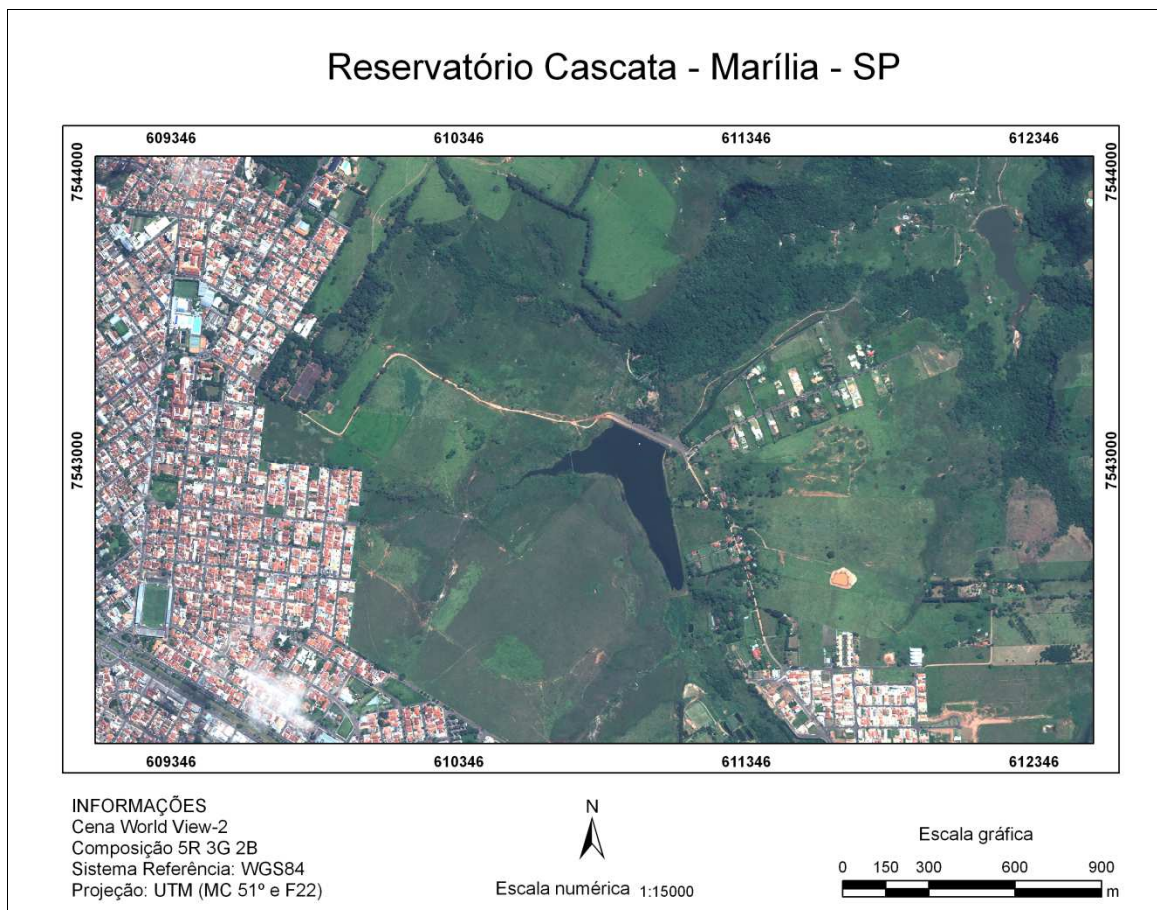 Reservatório Cascata - Marília - SP
609346 610346 611346 612346
7544000 7544000
7543000 7543000
609346 610346 611346 612346
INFORMAÇÕES
Cena World View-2
Composição 5R 3G 2B
Sistema Referência: WGS84
Projeção: UTM (MC 51º e F22)
N
Escala numérica 1:15000
Escala gráfica
0 150 300 600 900
m